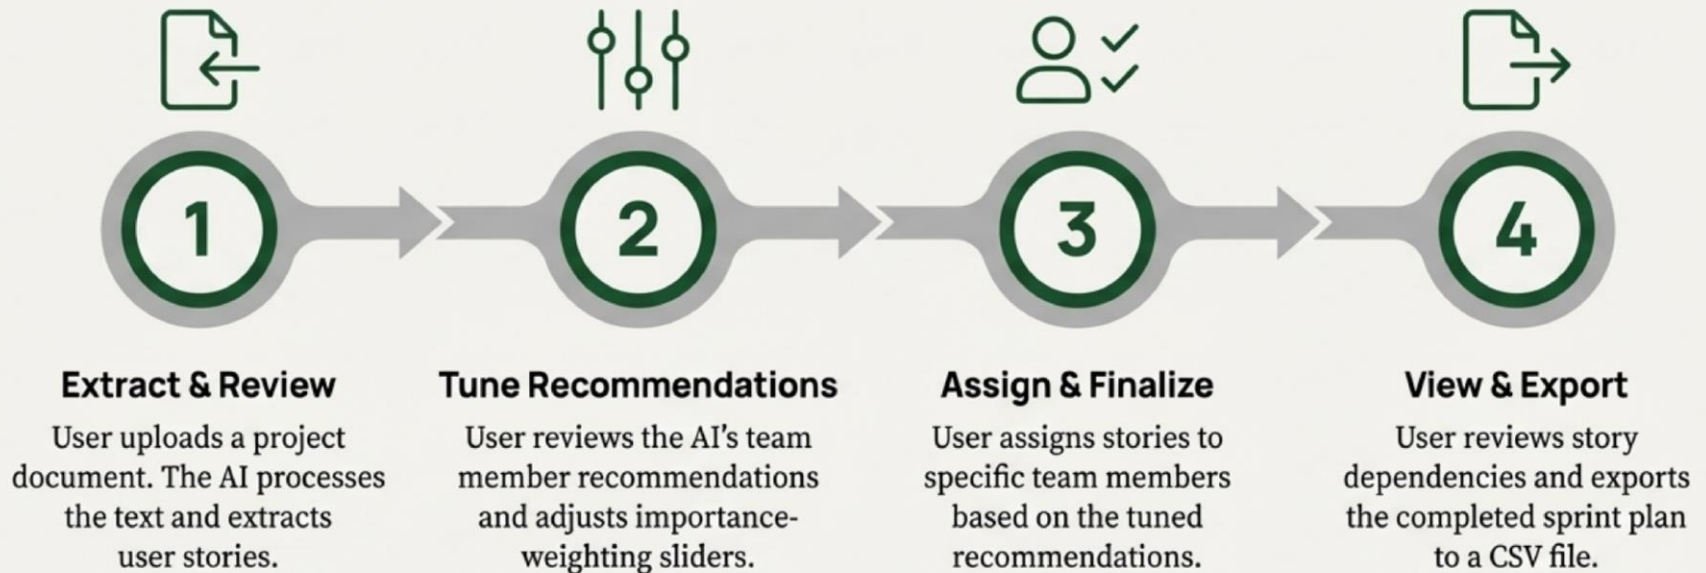 1
2
3
4
Extract & Review
User uploads a project
document. The AI processes
the text and extracts
user stories.
Tune Recommendations
User reviews the AI's team
member recommendations
and adjusts importance-
weighting sliders.
Assign & Finalize
User assigns stories to
specific team members
based on the tuned
recommendations.
View & Export
User reviews story
dependencies and exports
the completed sprint plan
to a CSV file.